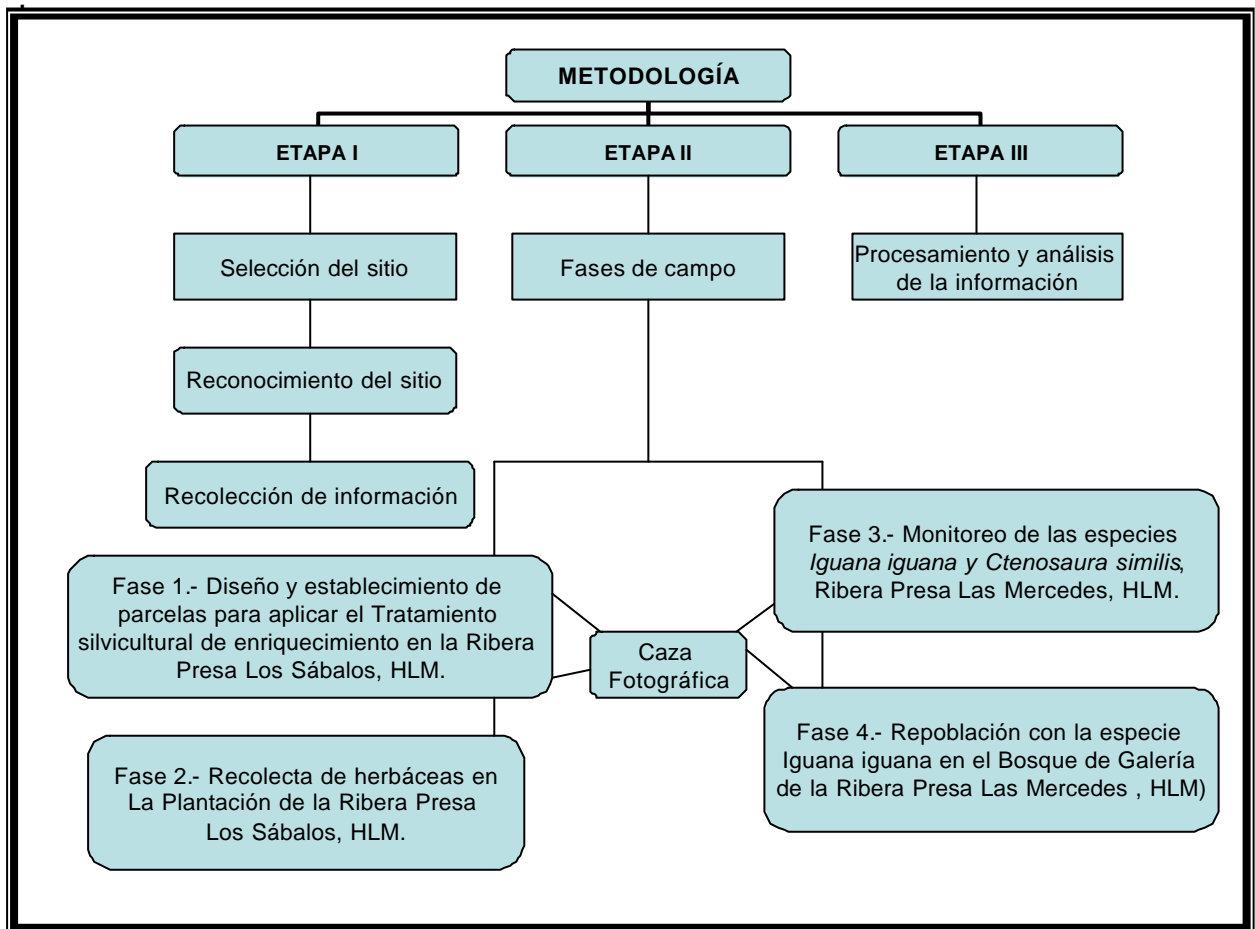 METODOLOGÍA
ETAPA I
ETAPA II
ETAPA III
Selección del sitio
Fases de campo
Procesamiento y análisis
de la información
Reconocimiento del sitio
Recolección de información
Fase 1.- Diseño y establecimiento de
parcelas para aplicar el Tratamiento
silvicultural de enriquecimiento en la Ribera
Presa Los Sábalos, HLM.
Fase 2.- Recolecta de herbáceas en
La Plantación de la Ribera Presa
Los Sábalos, HLM.
Caza
Fotográfica
Fase 3.- Monitoreo de las especies
Iguana iguana y Ctenosaura similis,
Ribera Presa Las Mercedes, HLM.
Fase 4.- Repoblación con la especie
Iguana iguana en el Bosque de Galería
de la Ribera Presa Las Mercedes , HLM)